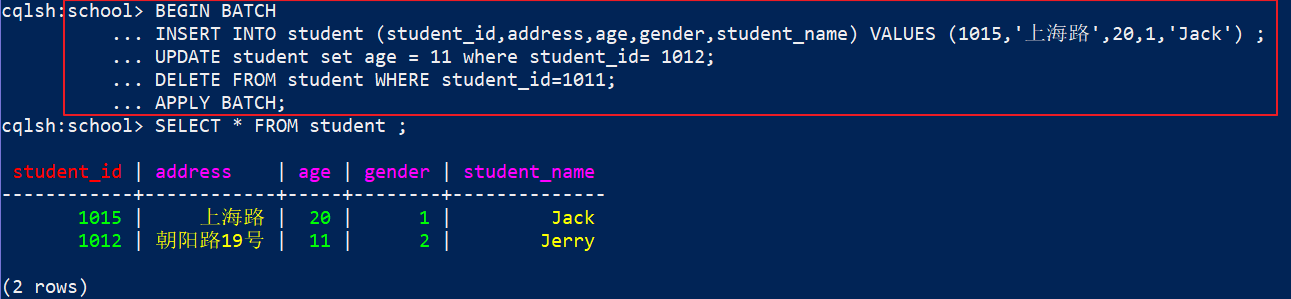 cqlsh:school> BEGIN BATCH
... INSERT INTO student (student_id,address,age,gender,student_name) VALUES (1015,'上海路',20,1,'Jack') ;
... UPDATE student set age = 11 where student_id= 1012;
... DELETE FROM student WHERE student_id=1011;
... APPLY BATCH;
cqlsh:school> SELECT * FROM student ;
student_id | address | age | gender | student_name
------------+------------+-----+--------+--------------
1015 | 上海路 | 20 | 1 | Jack
1012 | 朝阳路19号 | 11 | 2 | Jerry
(2 rows)